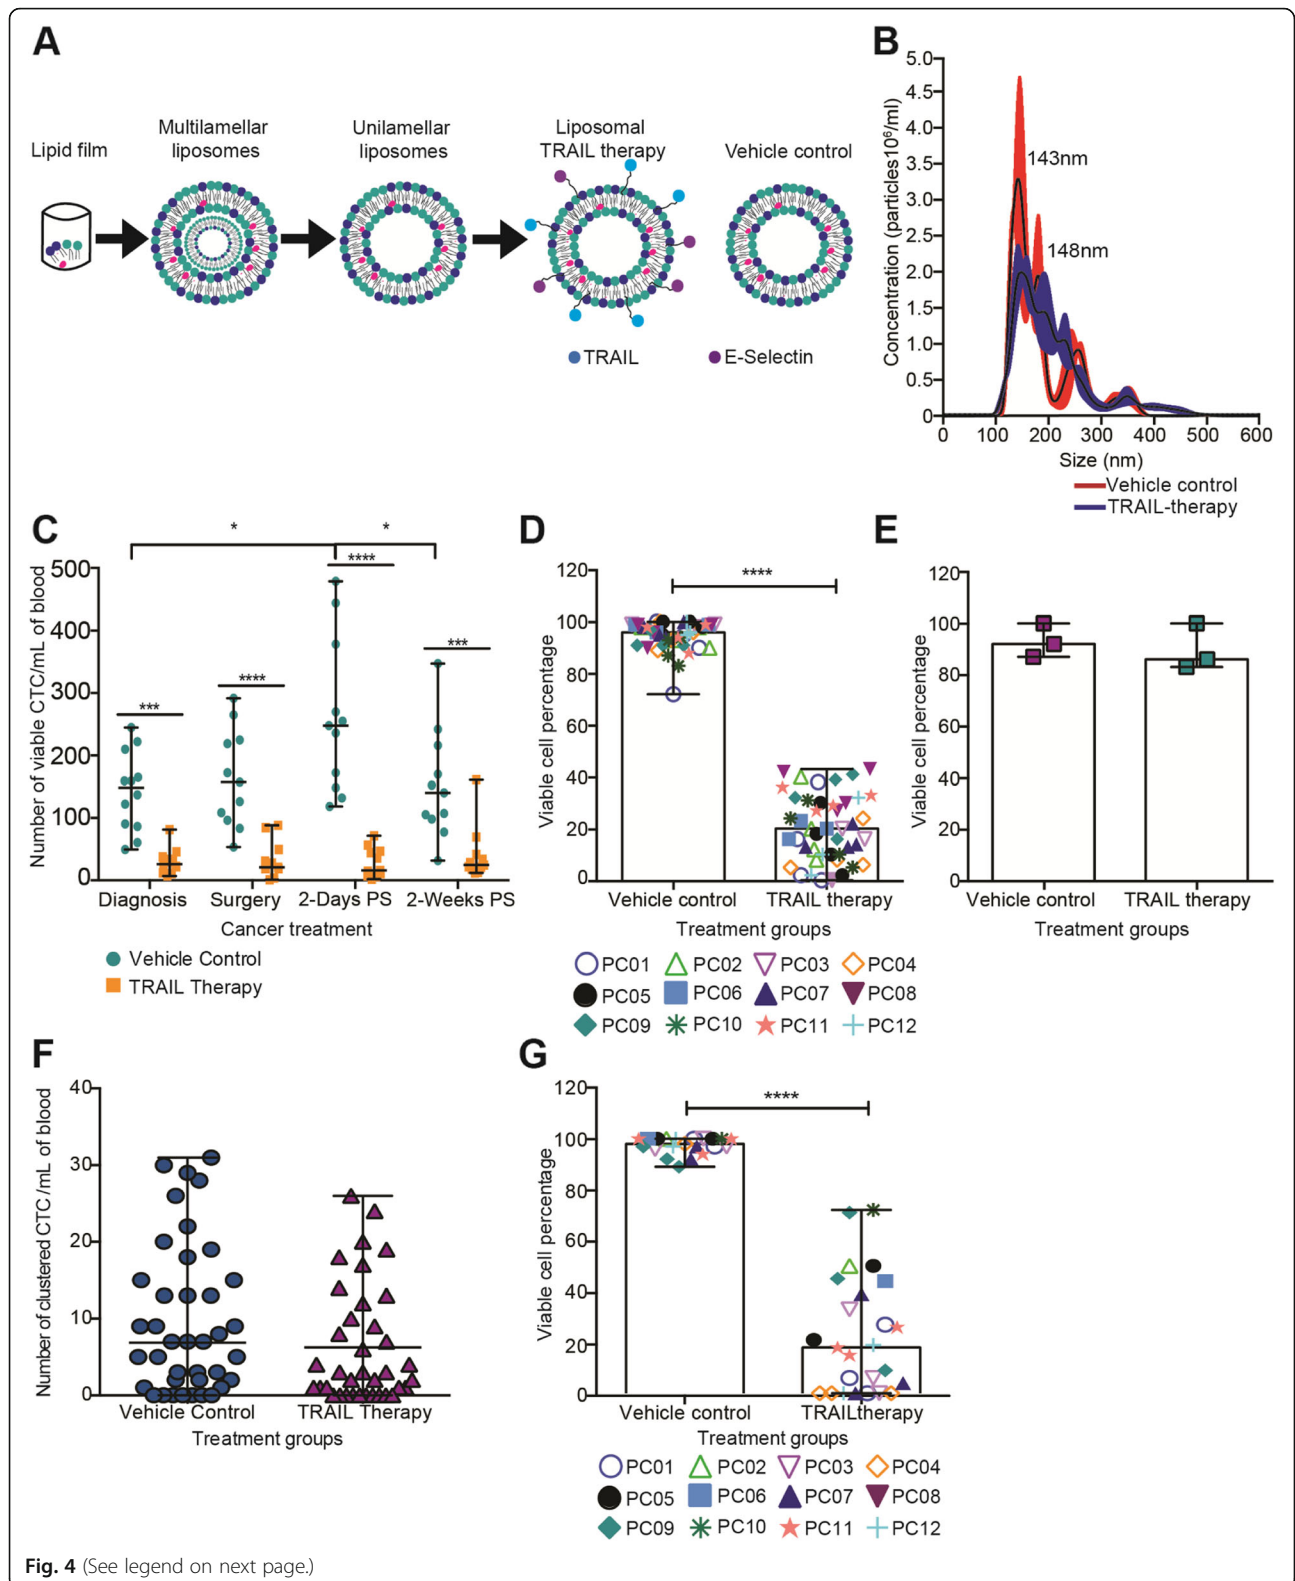 A
Lipid film
Multilamellar
liposomes
Unilamellar
liposomes
Liposomal
TRAIL therapy
Vehicle control
TRAIL
E-Selectin
B
Concentration (particles10⁶/ml)
5.0
4.5
4.0
3.5
3.0
2.5
2.0
1.5
1.0
0.5
0
143nm
148nm
0 100 200 300 400 500 600
Size (nm)
Vehicle control
TRAIL-therapy
C
Number of viable CTC/mL of blood
500
400
300
200
100
0
* *
*** **** **** ***
Diagnosis Surgery 2-Days PS 2-Weeks PS
Cancer treatment
Vehicle Control
TRAIL Therapy
D
Viable cell percentage
120
100
80
60
40
20
0
****
Vehicle control TRAIL therapy
Treatment groups
PC01 PC02 PC03 PC04
PC05 PC06 PC07 PC08
PC09 PC10 PC11 PC12
E
Viable cell percentage
120
100
80
60
40
20
0
Vehicle control TRAIL therapy
Treatment groups
F
Number of clustered CTC/mL of blood
40
30
20
10
0
Vehicle Control TRAIL Therapy
Treatment groups
G
Viable cell percentage
120
100
80
60
40
20
0
****
Vehicle control TRAILtherapy
Treatment groups
PC01 PC02 PC03 PC04
PC05 PC06 PC07 PC08
PC09 PC10 PC11 PC12
Fig. 4 (See legend on next page.)